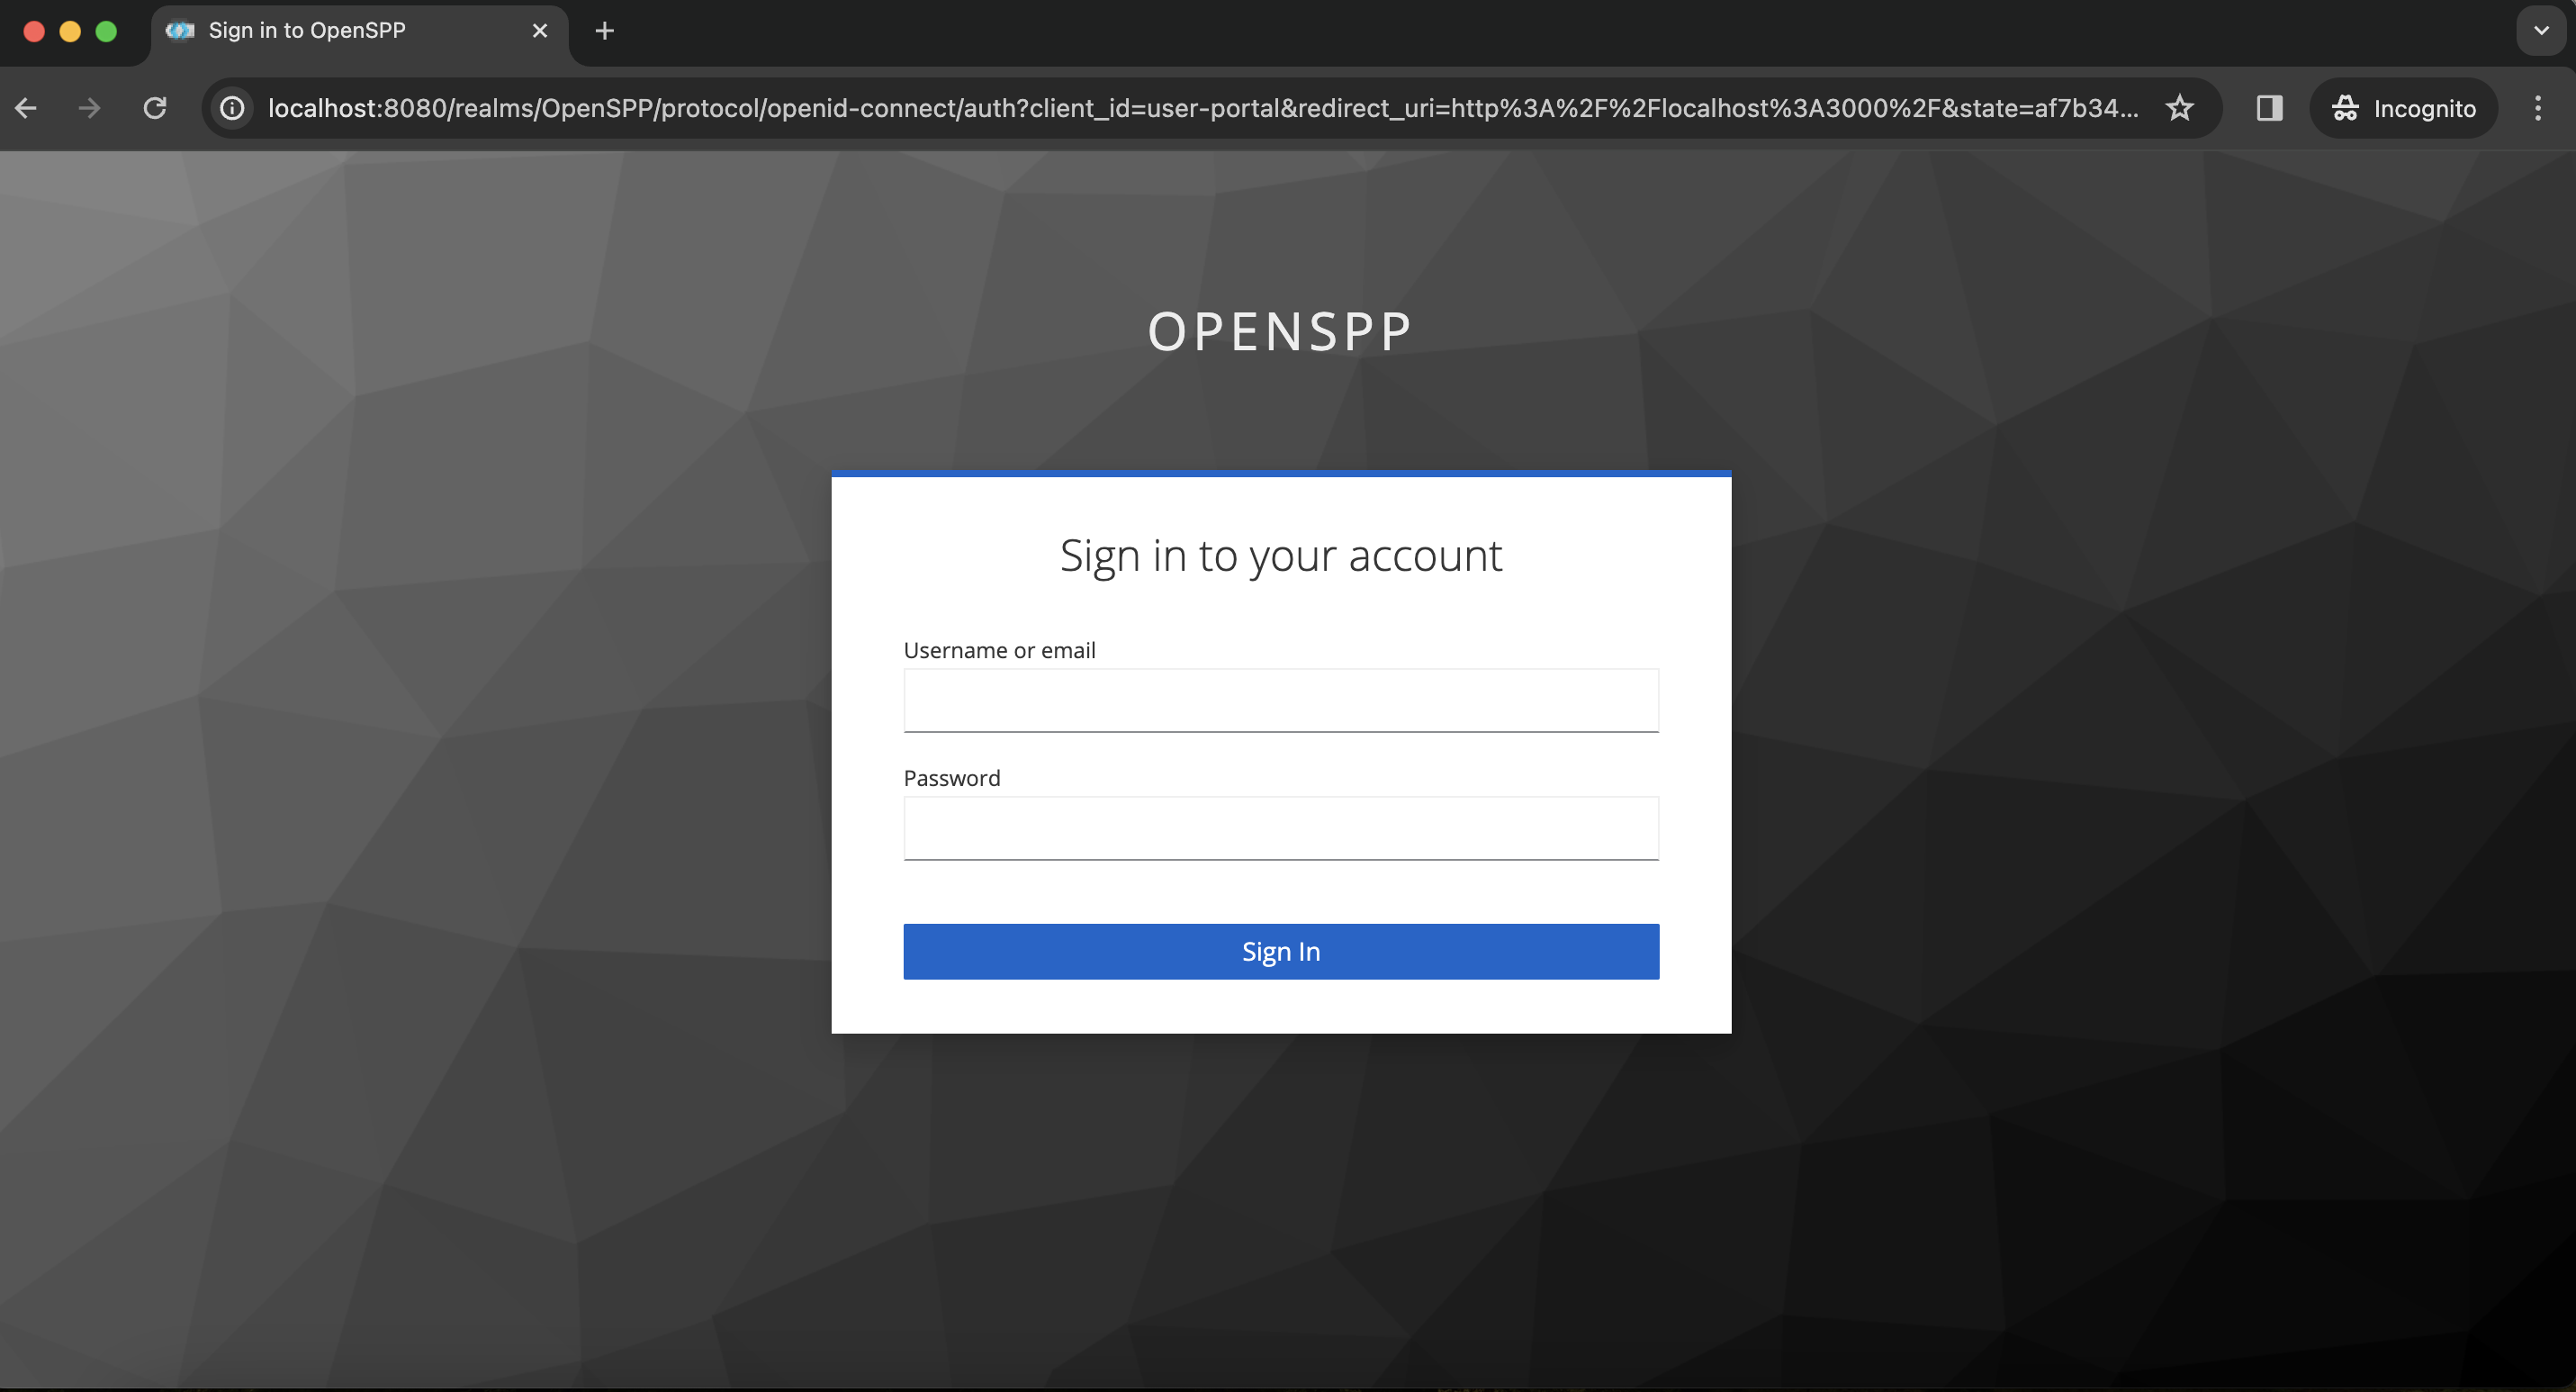 Sign in to OpenSPP
localhost:8080/realms/OpenSPP/protocol/openid-connect/auth?client_id=user-portal&redirect_uri=http%3A%2F%2Flocalhost%3A3000%2F&state=af7b34...
Incognito
OPENSPP
Sign in to your account
Username or email
Password
Sign In